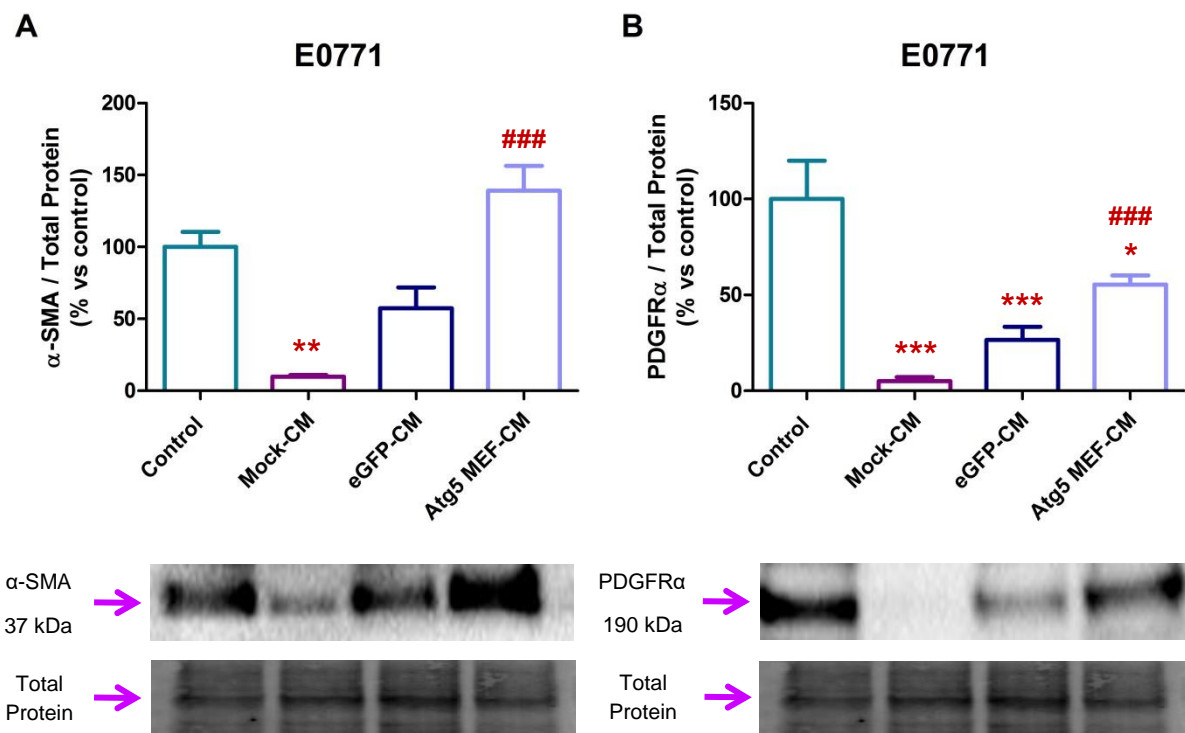 A
E0771
α-SMA / Total Protein
(% vs control)
200
150
100
50
0
**
###
Control
Mock-CM
eGFP-CM
Atg5 MEF-CM
B
E0771
PDGFRα / Total Protein
(% vs control)
150
100
50
0
***
***
###
*
Control
Mock-CM
eGFP-CM
Atg5 MEF-CM
α-SMA
37 kDa
Total
Protein
PDGFRα
190 kDa
Total
Protein